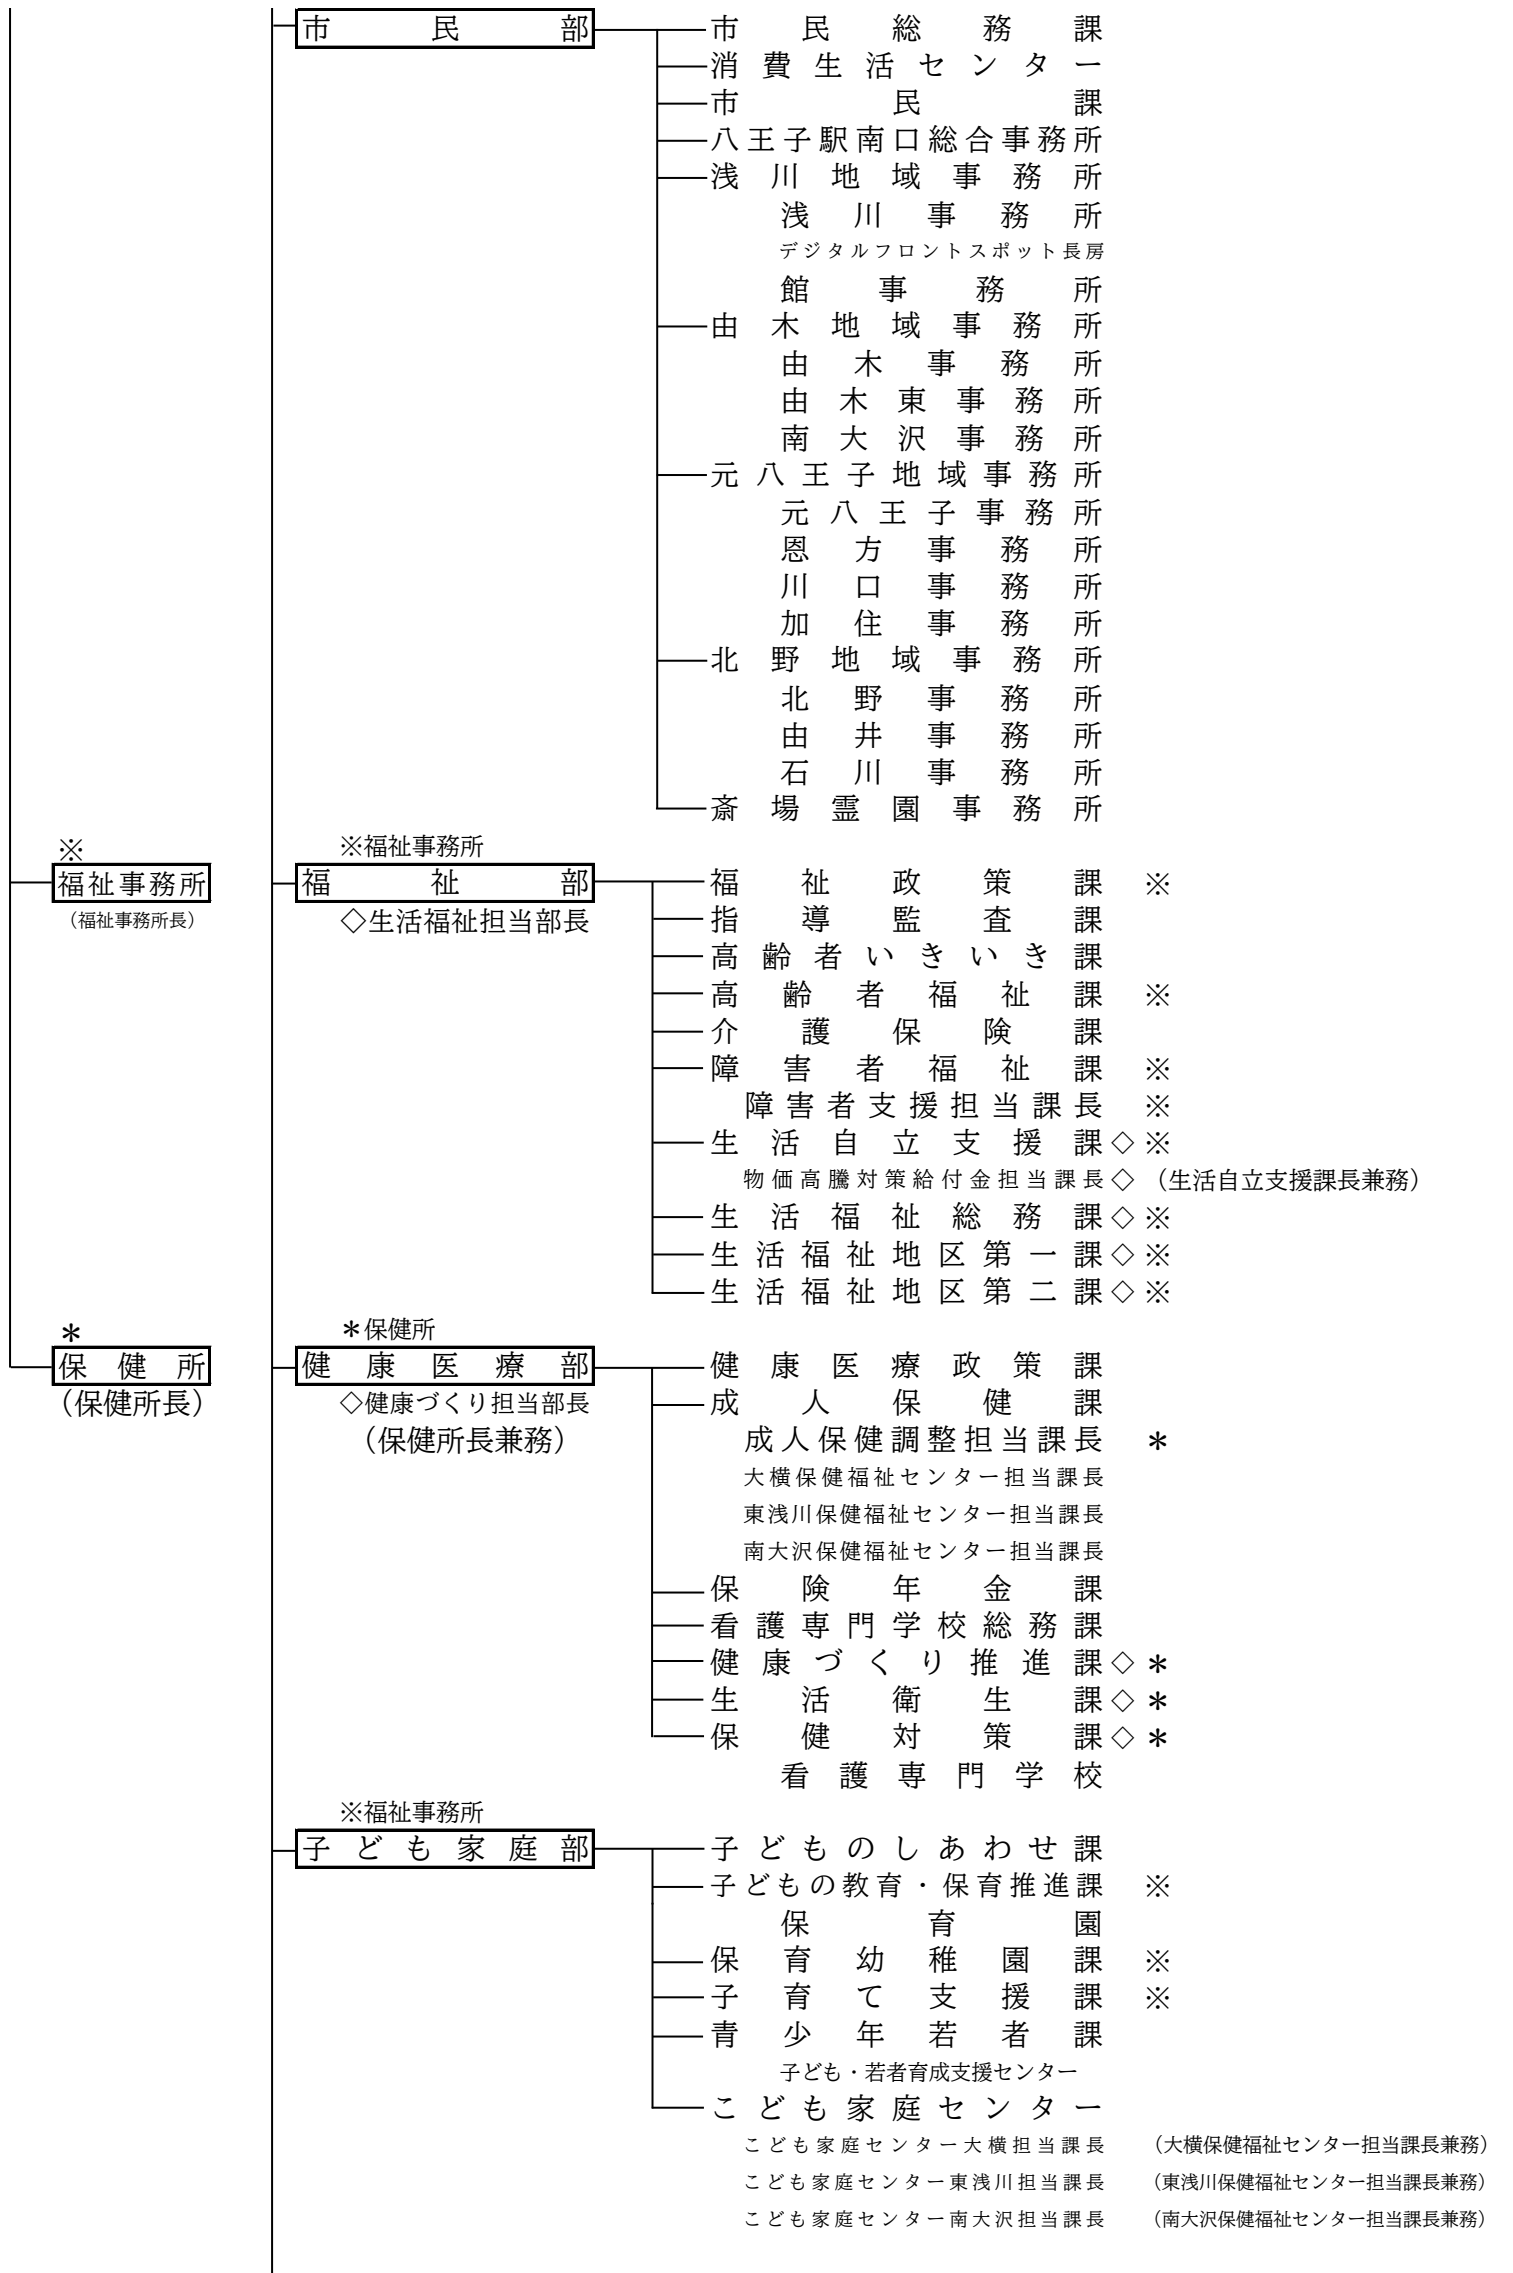 市民部 市民総務課
消費生活センター
市民課
八王子駅南口総合事務所
浅川地域事務所
浅川事務所
デジタルフロントスポット長房
館事務所
由木地域事務所
由木事務所
由木東事務所
南大沢事務所
元八王子地域事務所
元八王子事務所
恩方事務所
川口事務所
加住事務所
北野地域事務所
北野事務所
由井事務所
石川事務所
斎場霊園事務所
※ ※福祉事務所
福祉事務所 福祉部 福祉政策課 ※
（福祉事務所長） ◇生活福祉担当部長 指導監査課
高齢者いきいき課
高齢者福祉課 ※
介護保険課
障害者福祉課 ※
障害者支援担当課長 ※
生活自立支援課◇※
物価高騰対策給付金担当課長◇（生活自立支援課長兼務）
生活福祉総務課◇※
生活福祉地区第一課◇※
生活福祉地区第二課◇※
＊ ＊保健所
保健所 健康医療部 健康医療政策課
（保健所長） ◇健康づくり担当部長 成人保健課
（保健所長兼務） 成人保健調整担当課長 ＊
大横保健福祉センター担当課長
東浅川保健福祉センター担当課長
南大沢保健福祉センター担当課長
保険年金課
看護専門学校総務課
健康づくり推進課◇＊
生活衛生課◇＊
保健対策課◇＊
看護専門学校
※福祉事務所
子ども家庭部 子どものしあわせ課
子どもの教育・保育推進課 ※
保育園
保育幼稚園課 ※
子育て支援課 ※
青少年若者課
子ども・若者育成支援センター
こども家庭センター
こども家庭センター大横担当課長 （大横保健福祉センター担当課長兼務）
こども家庭センター東浅川担当課長 （東浅川保健福祉センター担当課長兼務）
こども家庭センター南大沢担当課長 （南大沢保健福祉センター担当課長兼務）